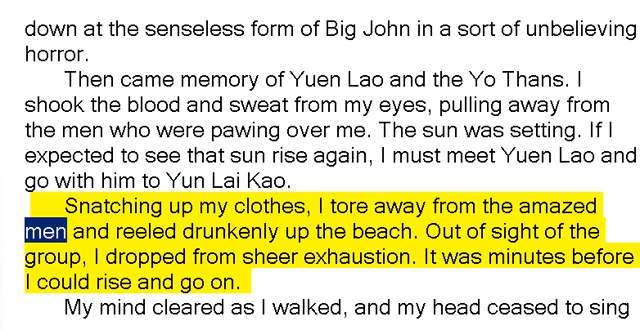 down at the senseless form of Big John in a sort of unbelieving
horror.
Then came memory of Yuen Lao and the Yo Thans. I
shook the blood and sweat from my eyes, pulling away from
the men who were pawing over me. The sun was setting. If I
expected to see that sun rise again, I must meet Yuen Lao and
go with him to Yun Lai Kao.
Snatching up my clothes, I tore away from the amazed
men and reeled drunkenly up the beach. Out of sight of the
group, I dropped from sheer exhaustion. It was minutes before
I could rise and go on.
My mind cleared as I walked, and my head ceased to sing